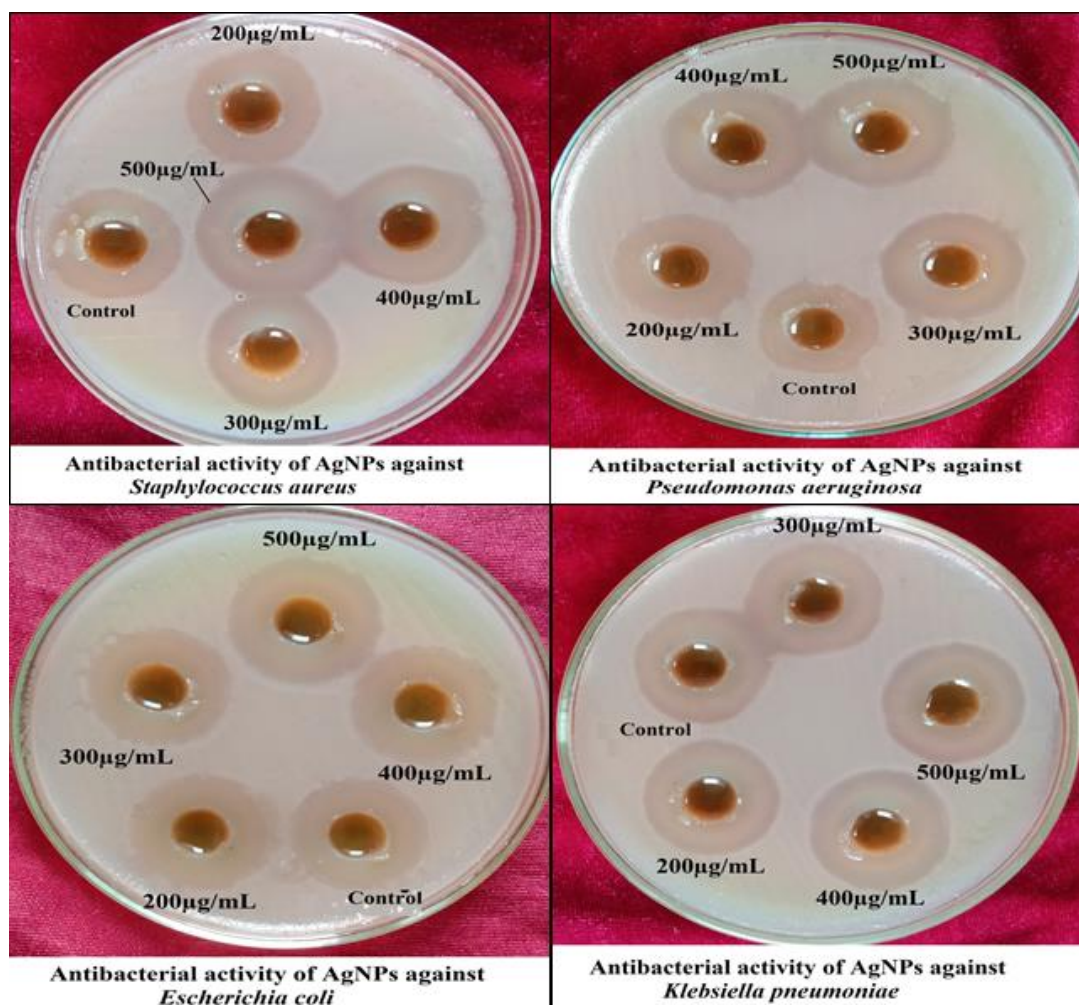 200µg/mL
500µg/mL
Control
400µg/mL
300µg/mL
Antibacterial activity of AgNPs against
Staphylococcus aureus
400µg/mL
500µg/mL
200µg/mL
300µg/mL
Control
Antibacterial activity of AgNPs against
Pseudomonas aeruginosa
500µg/mL
300µg/mL
400µg/mL
200µg/mL
Control
Antibacterial activity of AgNPs against
Escherichia coli
300µg/mL
Control
500µg/mL
200µg/mL
400µg/mL
Antibacterial activity of AgNPs against
Klebsiella pneumoniae